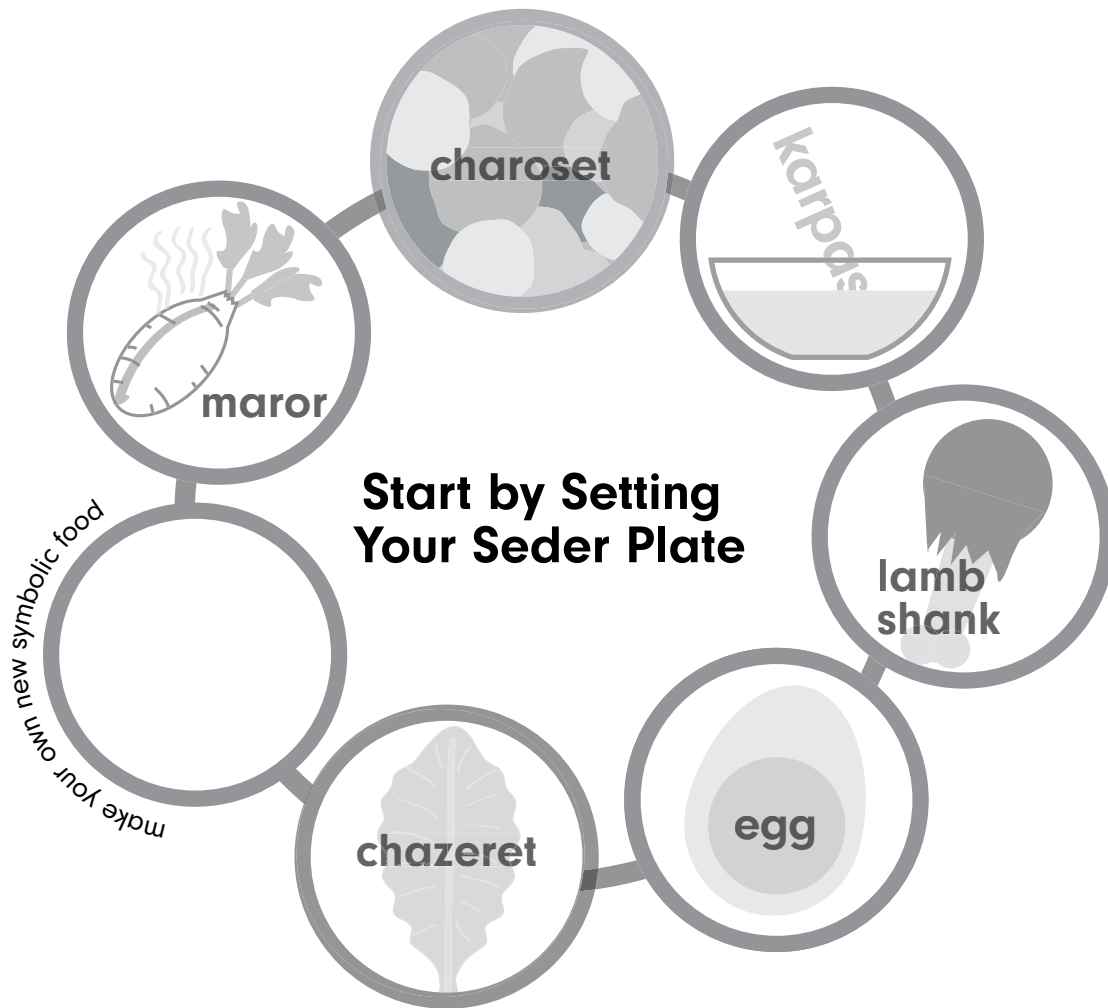 charoset
karpas
maror
Start by Setting
Your Seder Plate
lamb
shank
make your own new symbolic food
egg
chazeret